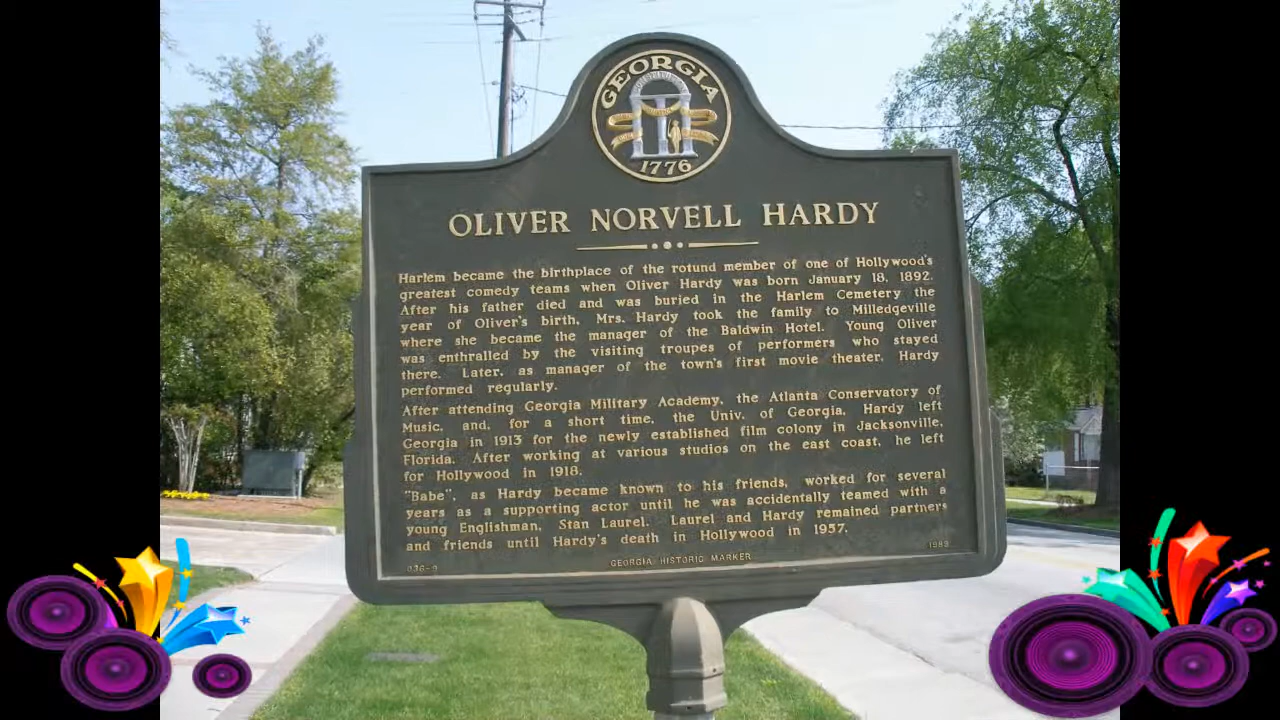 GEORGIA
1776
OLIVER NORVELL HARDY
Harlem became the birthplace of the rotund member of one of Hollywood's
greatest comedy teams when Oliver Hardy was born January 18, 1892.
After his father died and was buried in the Harlem Cemetery the
year of Oliver's birth, Mrs. Hardy took the family to Milledgeville
where she became the manager of the Baldwin Hotel. Young Oliver
was enthralled by the visiting troupes of performers who stayed
there. Later, as manager of the town's first movie theater, Hardy
performed regularly.
After attending Georgia Military Academy, the Atlanta Conservatory of
Music, and, for a short time, the Univ. of Georgia, Hardy left
Georgia in 1913 for the newly established film colony in Jacksonville,
Florida. After working at various studios on the east coast, he left
for Hollywood in 1918.
"Babe", as Hardy became known to his friends, worked for several
years as a supporting actor until he was accidentally teamed with a
young Englishman, Stan Laurel. Laurel and Hardy remained partners
and friends until Hardy's death in Hollywood in 1957.
036-9 GEORGIA HISTORIC MARKER